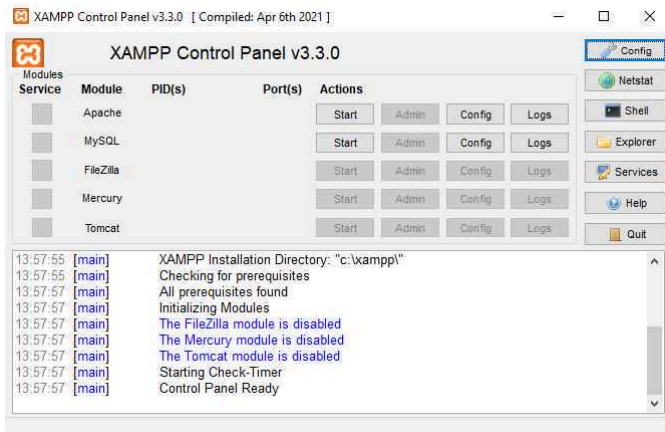 XAMPP Control Panel v3.3.0 [ Compiled: Apr 6th 2021 ]
XAMPP Control Panel v3.3.0
Config
Modules
Service Module PID(s) Port(s) Actions
Netstat
Apache Start Admin Config Logs
Shell
MySQL Start Admin Config Logs
Explorer
FileZilla Start Admin Config Logs
Services
Mercury Start Admin Config Logs
Help
Tomcat Start Admin Config Logs
Quit
13:57:55 [main] XAMPP Installation Directory: "c:\xampp\"
13:57:55 [main] Checking for prerequisites
13:57:57 [main] All prerequisites found
13:57:57 [main] Initializing Modules
13:57:57 [main] The FileZilla module is disabled
13:57:57 [main] The Mercury module is disabled
13:57:57 [main] The Tomcat module is disabled
13:57:57 [main] Starting Check-Timer
13:57:57 [main] Control Panel Ready